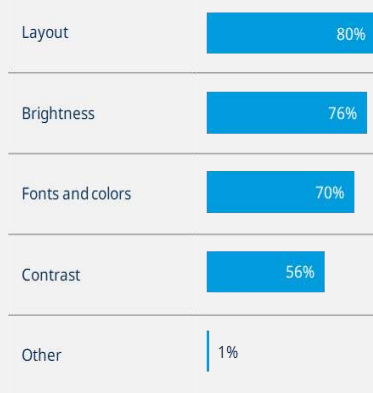 Layout 80%
Brightness 76%
Fonts and colors 70%
Contrast 56%
Other 1%